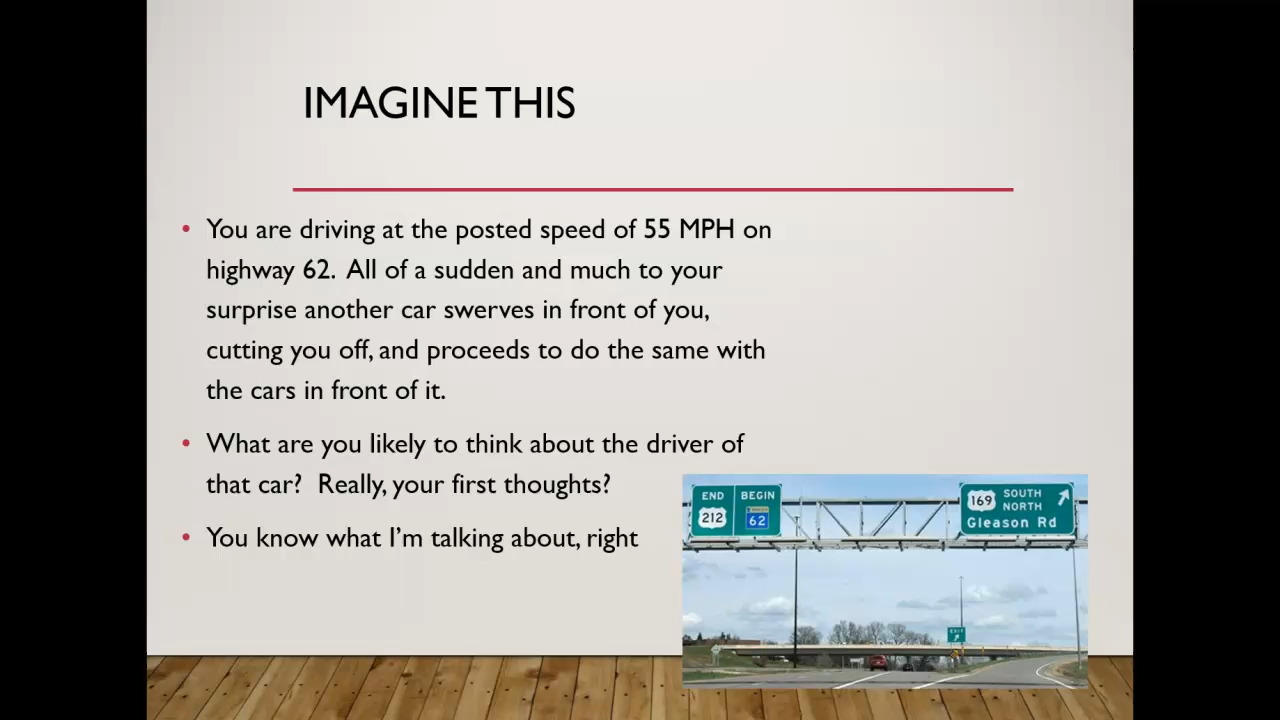 IMAGINE THIS
• You are driving at the posted speed of 55 MPH on
highway 62.  All of a sudden and much to your
surprise another car swerves in front of you,
cutting you off, and proceeds to do the same with
the cars in front of it.
• What are you likely to think about the driver of
that car?  Really, your first thoughts?
• You know what I’m talking about, right
END
212
BEGIN
62
169
SOUTH
NORTH
Gleason Rd
EXIT